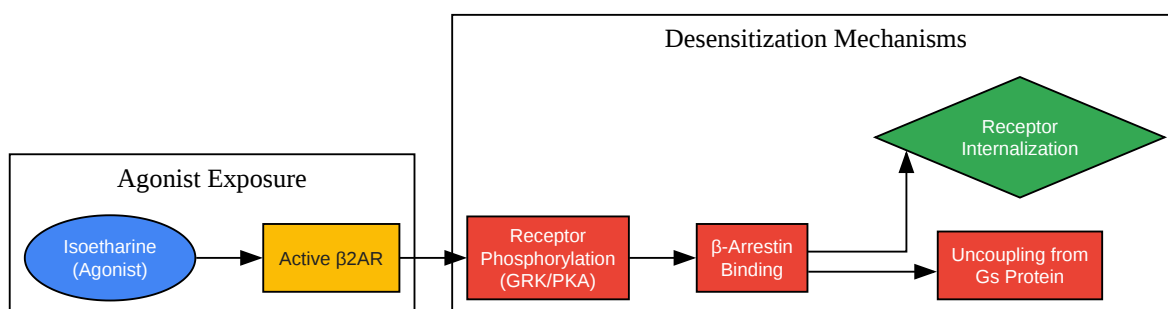 Agonist Exposure
Isoetharine
(Agonist)
Active β2AR
Desensitization Mechanisms
Receptor
Phosphorylation
(GRK/PKA)
β-Arrestin
Binding
Receptor
Internalization
Uncoupling from
Gs Protein